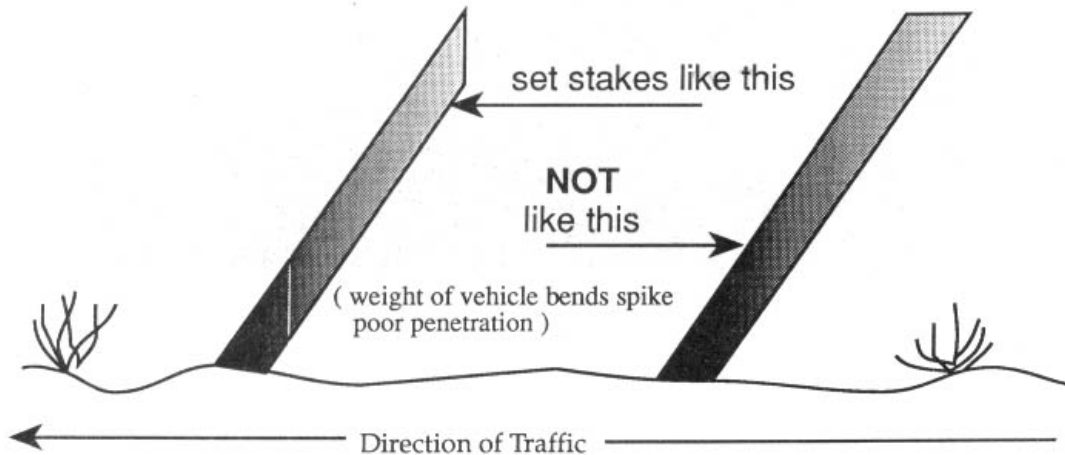 set stakes like this
NOT
like this
( weight of vehicle bends spike
poor penetration )
Direction of Traffic